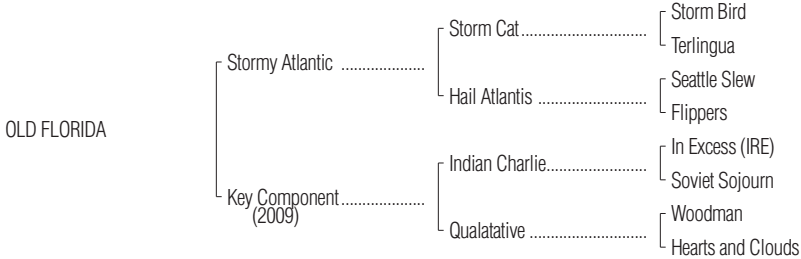 Storm Bird
Storm Cat..............................
Terlingua
Stormy Atlantic ....................
Seattle Slew
Hail Atlantis ..........................
Flippers
OLD FLORIDA
In Excess (IRE)
Indian Charlie........................
Soviet Sojourn
Key Component....................
(2009)
Woodman
Qualatative ............................
Hearts and Clouds